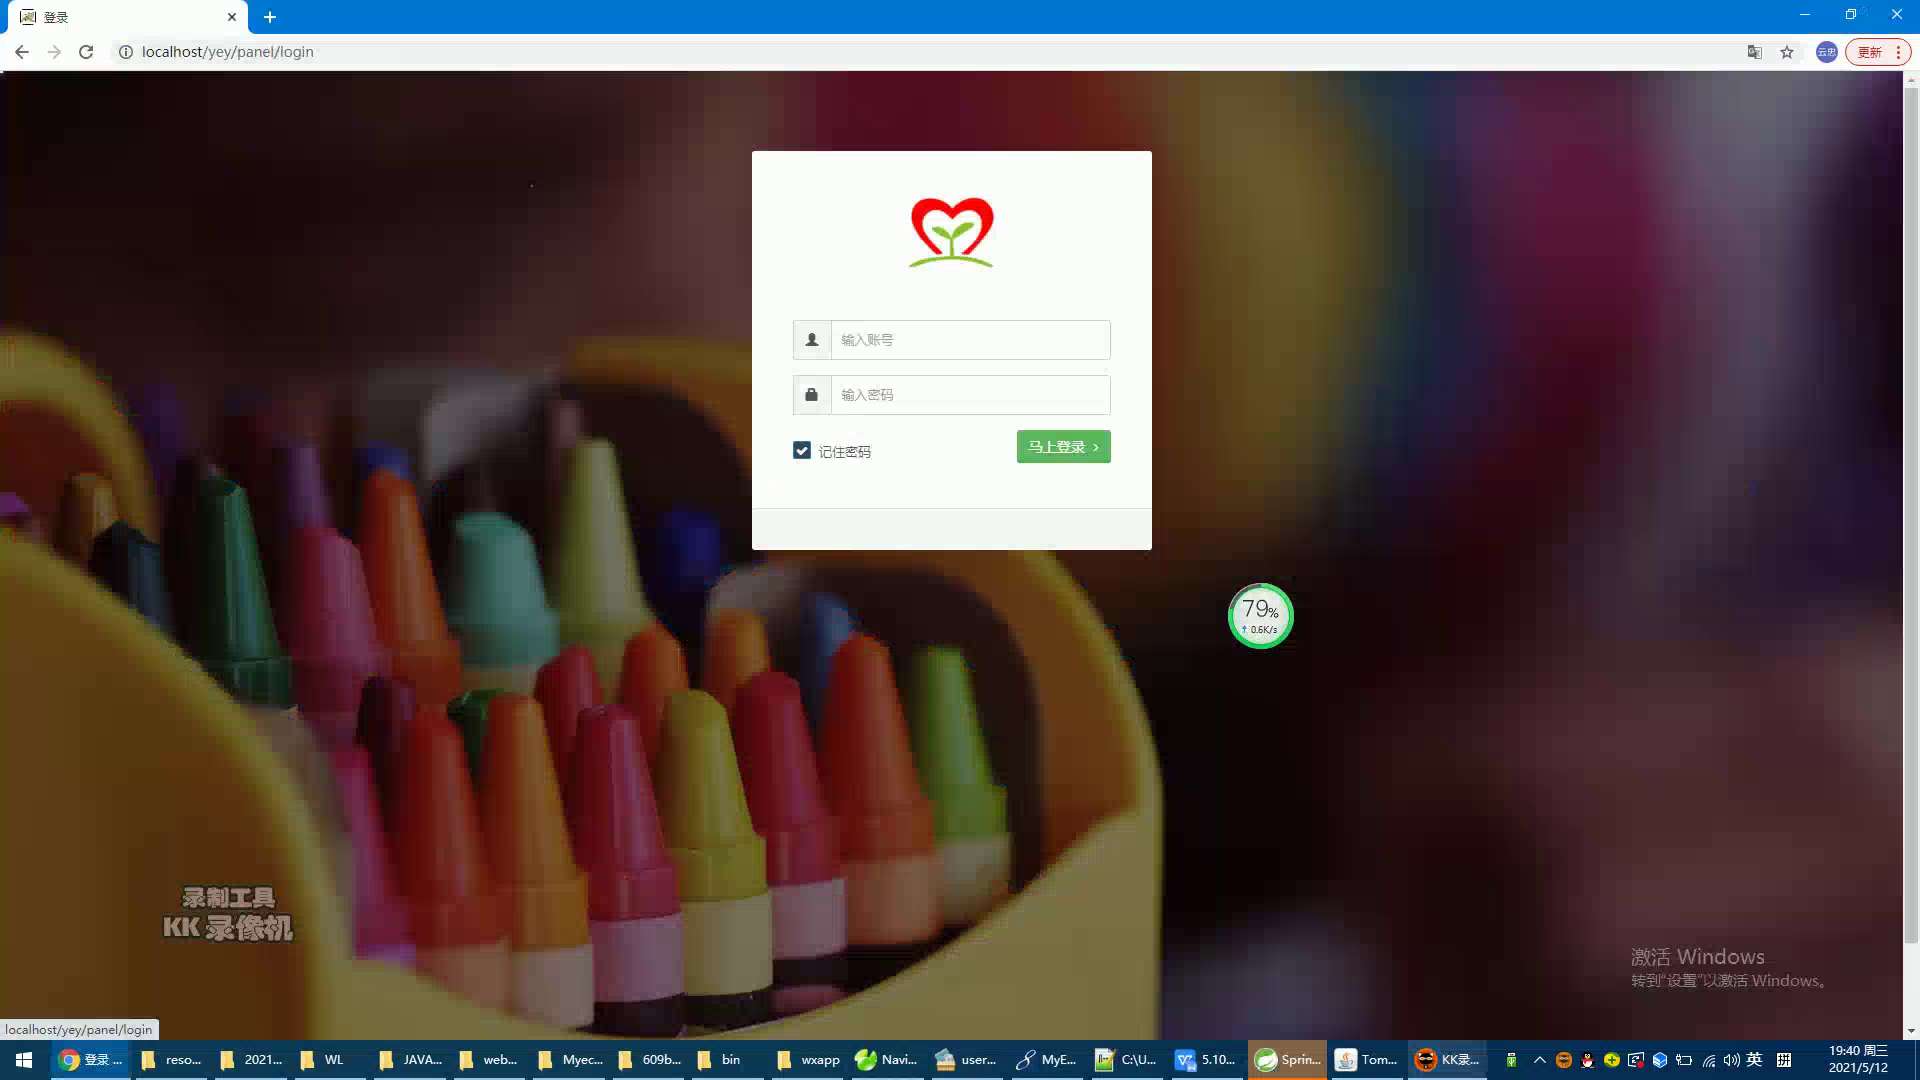 登录
localhost/yey/panel/login
云忠
更新
输入账号
输入密码
记住密码
马上登录
79%
↑ 0.6K/s
录制工具
KK 录像机
激活 Windows
转到“设置”以激活 Windows。
localhost/yey/panel/login
登录 ...
reso...
2021...
WL
JAVA...
web...
Myec...
609b...
bin
wxapp
Navi...
user...
MyE...
C:\U...
5.10...
Sprin...
Tom...
KK录...
英
拼
19:40 周三
2021/5/12